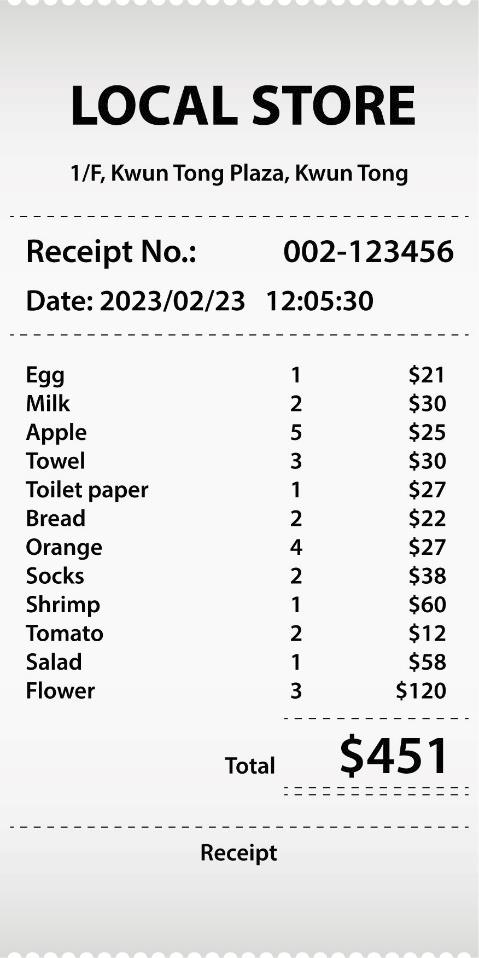 LOCAL STORE
1/F, Kwun Tong Plaza, Kwun Tong
Receipt No.: 002-123456
Date: 2023/02/23 12:05:30
Egg 1 $21
Milk 2 $30
Apple 5 $25
Towel 3 $30
Toilet paper 1 $27
Bread 2 $22
Orange 4 $27
Socks 2 $38
Shrimp 1 $60
Tomato 2 $12
Salad 1 $58
Flower 3 $120
Total $451
Receipt